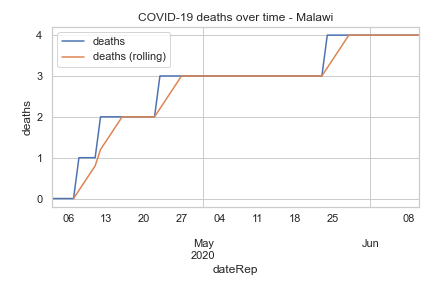 COVID-19 deaths over time - Malawi
deaths
deaths (rolling)
deaths
4
3
2
1
0
06 13 20 27 04 11 18 25 08
May Jun
2020
dateRep